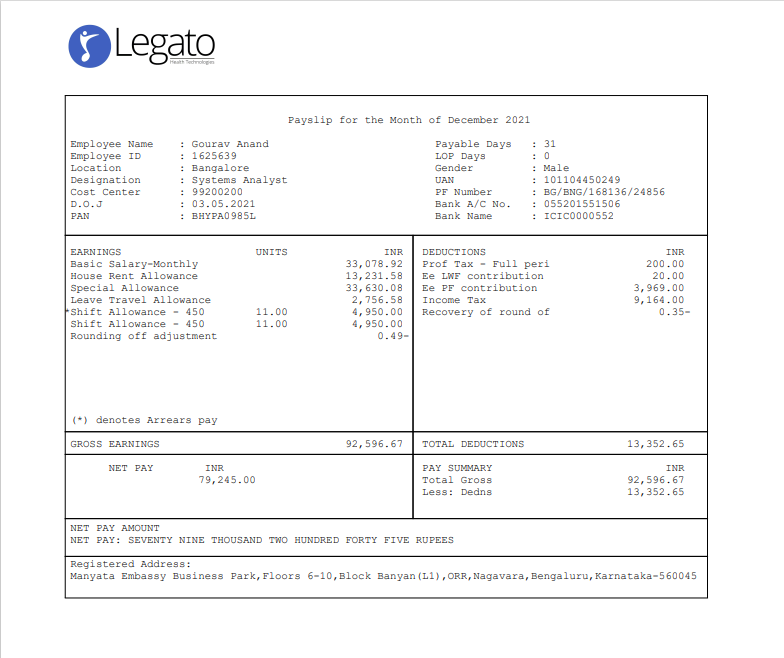 Legato
Health Technologies
Payslip for the Month of December 2021
Employee Name : Gourav Anand Payable Days : 31
Employee ID : 1625639 LOP Days : 0
Location : Bangalore Gender : Male
Designation : Systems Analyst UAN : 101104450249
Cost Center : 99200200 PF Number : BG/BNG/168136/24856
D.O.J : 03.05.2021 Bank A/C No. : 055201551506
PAN : BHYPA0985L Bank Name : ICIC0000552
EARNINGS UNITS INR DEDUCTIONS INR
Basic Salary-Monthly 33,078.92 Prof Tax - Full peri 200.00
House Rent Allowance 13,231.58 Ee LWF contribution 20.00
Special Allowance 33,630.08 Ee PF contribution 3,969.00
Leave Travel Allowance 2,756.58 Income Tax 9,164.00
*Shift Allowance - 450 11.00 4,950.00 Recovery of round of 0.35-
Shift Allowance - 450 11.00 4,950.00
Rounding off adjustment 0.49-
(*) denotes Arrears pay
GROSS EARNINGS 92,596.67 TOTAL DEDUCTIONS 13,352.65
NET PAY INR PAY SUMMARY INR
79,245.00 Total Gross 92,596.67
Less: Dedns 13,352.65
NET PAY AMOUNT
NET PAY: SEVENTY NINE THOUSAND TWO HUNDRED FORTY FIVE RUPEES
Registered Address:
Manyata Embassy Business Park,Floors 6-10,Block Banyan(L1),ORR,Nagavara,Bengaluru,Karnataka-560045